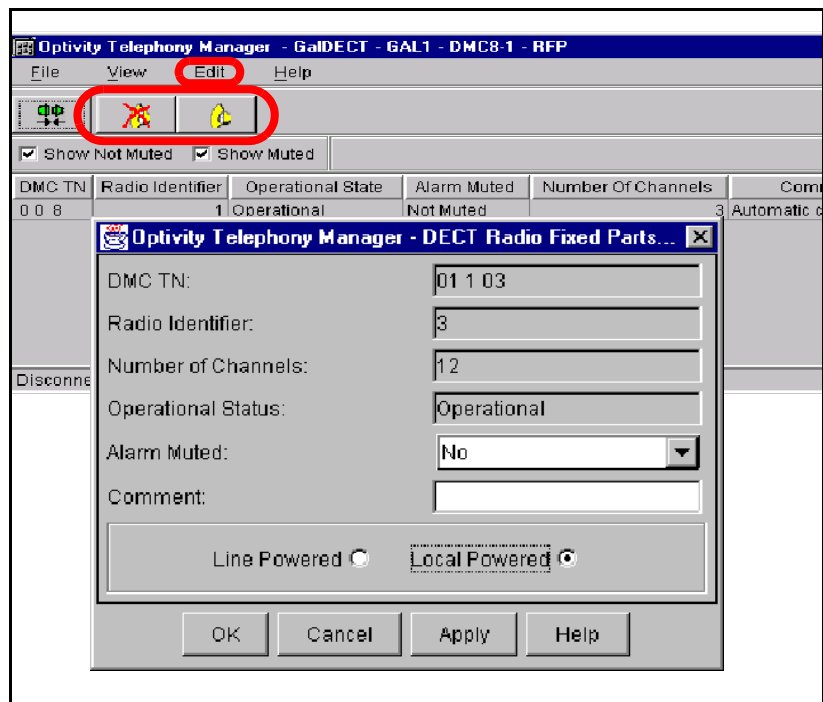 Optivity Telephony Manager - GalDECT - GAL1 - DMC8-1 - RFP
File View Edit Help
Show Not Muted Show Muted
DMC TN Radio Identifier Operational State Alarm Muted Number Of Channels
0 0 8 1 Operational Not Muted 3 Automatic
Optivity Telephony Manager - DECT Radio Fixed Parts...
DMC TN: 01 1 03
Radio Identifier: 3
Number of Channels: 12
Disconne
Operational Status: Operational
Alarm Muted: No
Comment:
Line Powered Local Powered
OK Cancel Apply Help